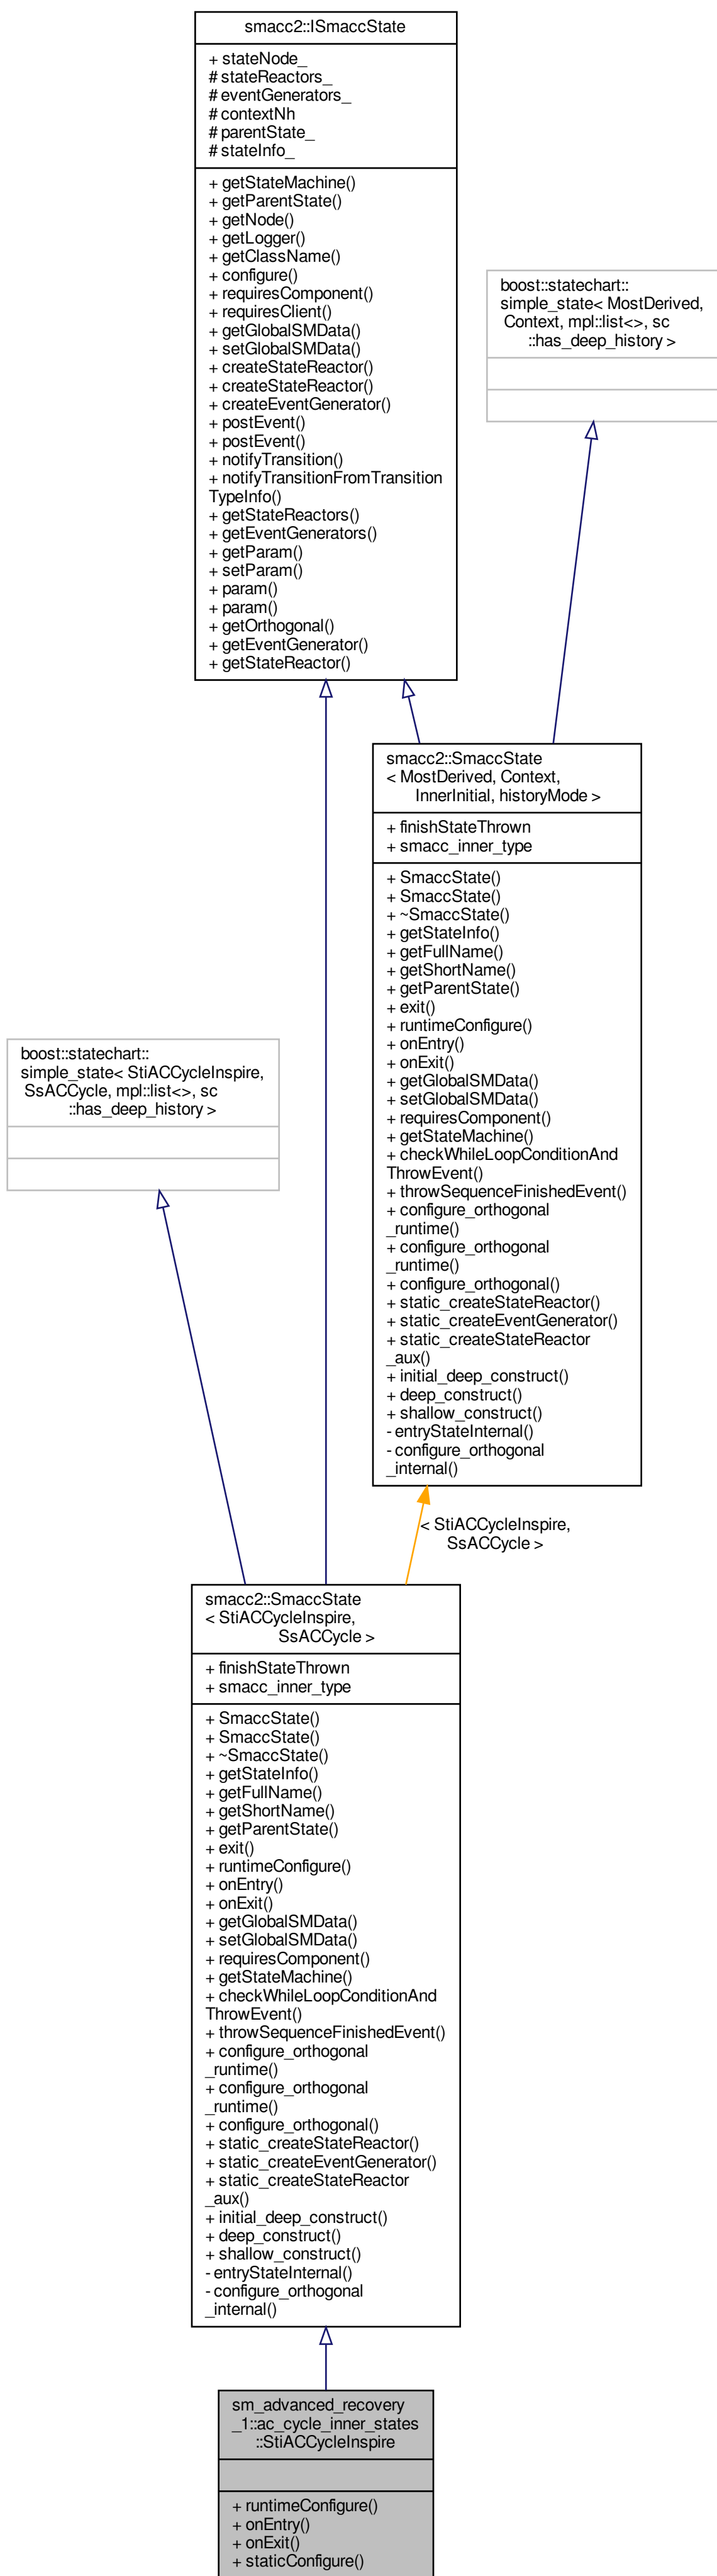 smacc2::ISmaccState
+ stateNode_
# stateReactors_
# eventGenerators_
# contextNh
# parentState_
# stateInfo_
+ getStateMachine()
+ getParentState()
+ getNode()
+ getLogger()
+ getClassName()
+ configure()
+ requiresComponent()
+ requiresClient()
+ getGlobalSMData()
+ setGlobalSMData()
+ createStateReactor()
+ createStateReactor()
+ createEventGenerator()
+ postEvent()
+ postEvent()
+ notifyTransition()
+ notifyTransitionFromTransition
TypeInfo()
+ getStateReactors()
+ getEventGenerators()
+ getParam()
+ setParam()
+ param()
+ param()
+ getOrthogonal()
+ getEventGenerator()
+ getStateReactor()
boost::statechart::
simple_state< MostDerived,
Context, mpl::list<>, sc
::has_deep_history >
smacc2::SmaccState
< MostDerived, Context,
InnerInitial, historyMode >
+ finishStateThrown
+ smacc_inner_type
+ SmaccState()
+ SmaccState()
+ ~SmaccState()
+ getStateInfo()
+ getFullName()
+ getShortName()
+ getParentState()
+ exit()
+ runtimeConfigure()
+ onEntry()
+ onExit()
+ getGlobalSMData()
+ setGlobalSMData()
+ requiresComponent()
+ getStateMachine()
+ checkWhileLoopConditionAnd
ThrowEvent()
+ throwSequenceFinishedEvent()
+ configure_orthogonal
_runtime()
+ configure_orthogonal
_runtime()
+ configure_orthogonal()
+ static_createStateReactor()
+ static_createEventGenerator()
+ static_createStateReactor
_aux()
+ initial_deep_construct()
+ deep_construct()
+ shallow_construct()
- entryStateInternal()
- configure_orthogonal
_internal()
boost::statechart::
simple_state< StiACCycleInspire,
SsACCycle, mpl::list<>, sc
::has_deep_history >
< StiACCycleInspire,
SsACCycle >
smacc2::SmaccState
< StiACCycleInspire,
SsACCycle >
+ finishStateThrown
+ smacc_inner_type
+ SmaccState()
+ SmaccState()
+ ~SmaccState()
+ getStateInfo()
+ getFullName()
+ getShortName()
+ getParentState()
+ exit()
+ runtimeConfigure()
+ onEntry()
+ onExit()
+ getGlobalSMData()
+ setGlobalSMData()
+ requiresComponent()
+ getStateMachine()
+ checkWhileLoopConditionAnd
ThrowEvent()
+ throwSequenceFinishedEvent()
+ configure_orthogonal
_runtime()
+ configure_orthogonal
_runtime()
+ configure_orthogonal()
+ static_createStateReactor()
+ static_createEventGenerator()
+ static_createStateReactor
_aux()
+ initial_deep_construct()
+ deep_construct()
+ shallow_construct()
- entryStateInternal()
- configure_orthogonal
_internal()
sm_advanced_recovery
_1::ac_cycle_inner_states
::StiACCycleInspire
+ runtimeConfigure()
+ onEntry()
+ onExit()
+ staticConfigure()